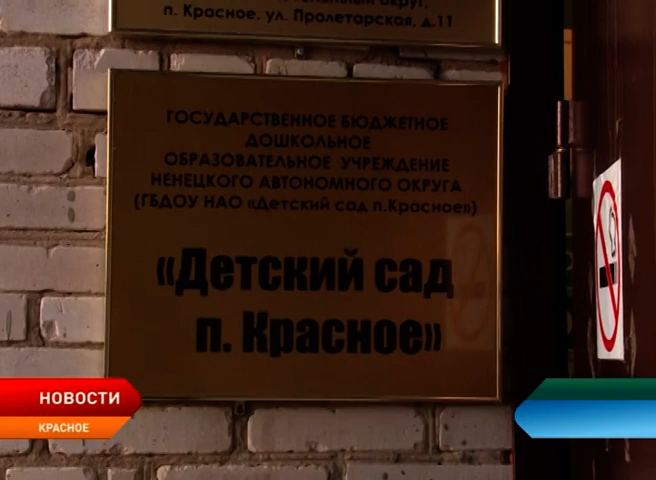 п. Красное, ул. Пролетарская, д.11
ГОСУДАРСТВЕННОЕ БЮДЖЕТНОЕ
ДОШКОЛЬНОЕ
ОБРАЗОВАТЕЛЬНОЕ УЧРЕЖДЕНИЕ
НЕНЕЦКОГО АВТОНОМНОГО ОКРУГА
(ГБДОУ НАО «Детский сад п.Красное»)
«Детский сад
п. Красное»
НОВОСТИ
КРАСНОЕ